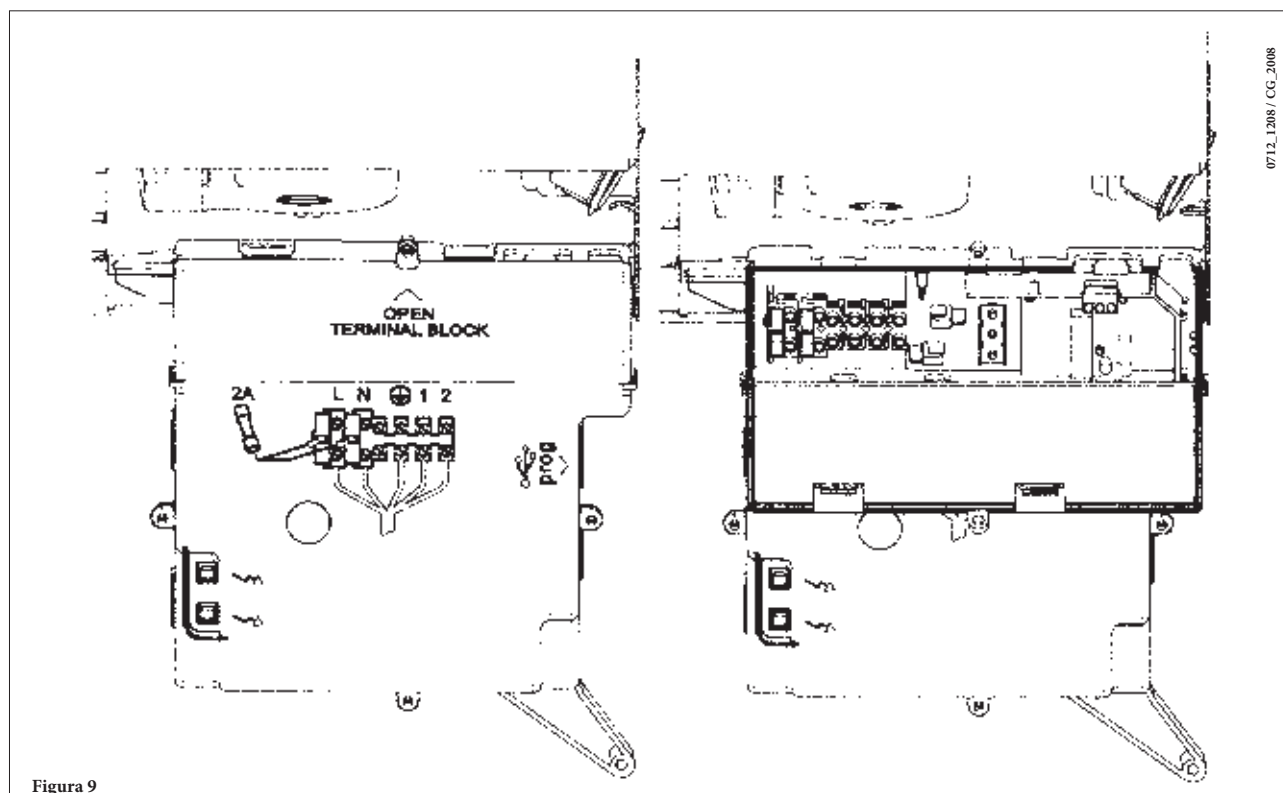 0712_1208 / CG_2008
OPEN
TERMINAL BLOCK
2A
L N 1 2
prog
Figura 9